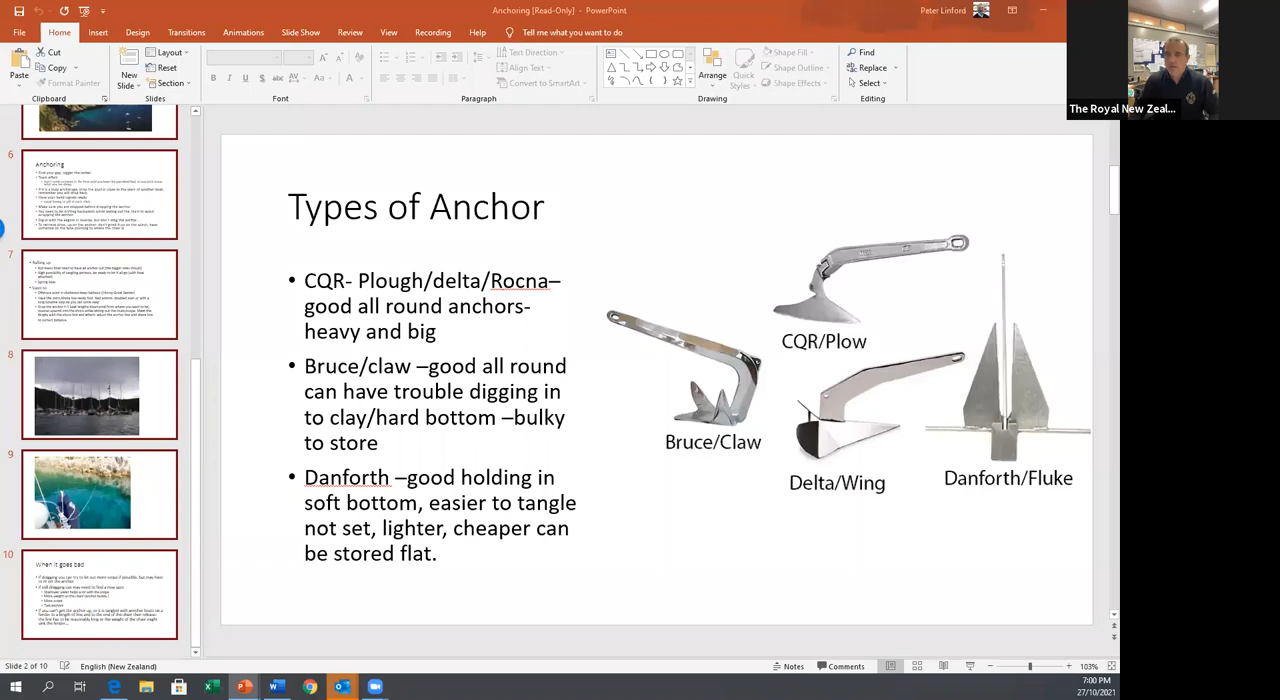 Anchoring [Read-Only] – PowerPoint
Peter Linford
File Home Insert Design Transitions Animations Slide Show Review View Recording Help Tell me what you want to do
Paste
Cut
Copy
Format Painter
Clipboard
New
Slide
Layout
Reset
Section
Slides
Font
Text Direction
Align Text
Convert to SmartArt
Paragraph
Arrange
Quick
Styles
Shape Fill
Shape Outline
Shape Effects
Drawing
Find
Replace
Select
Editing
The Royal New Zeal...
6
Anchoring
7
8
9
10
When it goes bad
Types of Anchor
• CQR- Plough/delta/Rocna–
good all round anchors-
heavy and big
• Bruce/claw –good all round
can have trouble digging in
to clay/hard bottom –bulky
to store
• Danforth –good holding in
soft bottom, easier to tangle
not set, lighter, cheaper can
be stored flat.
CQR/Plow
Bruce/Claw
Delta/Wing
Danforth/Fluke
Slide 2 of 10
English (New Zealand)
Notes
Comments
103%
7:00 PM
27/10/2021